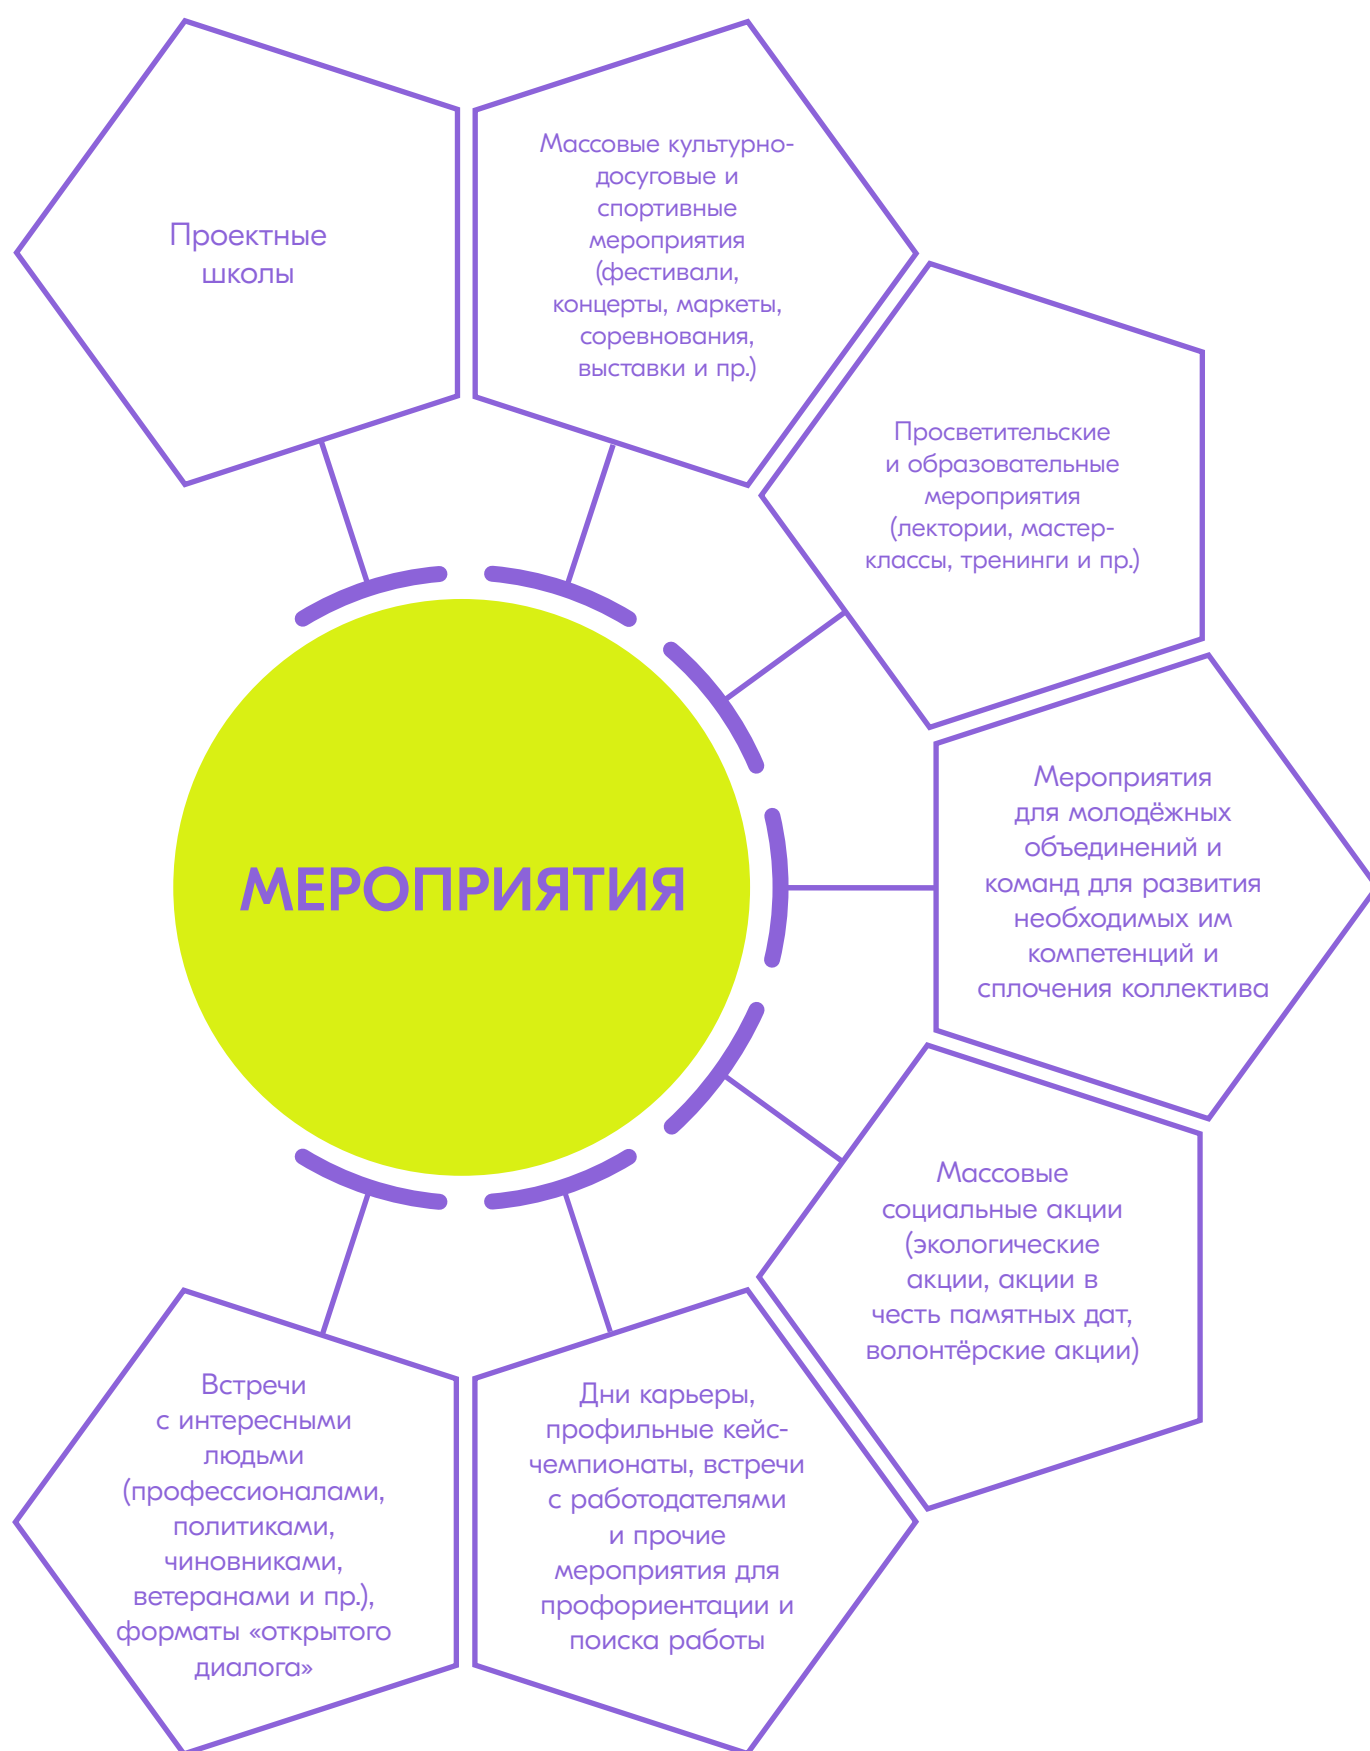 Проектные
школы
Массовые культурно-
досуговые и
спортивные
мероприятия
(фестивали,
концерты, маркеты,
соревнования,
выставки и пр.)
Просветительские
и образовательные
мероприятия
(лектории, мастер-
классы, тренинги и пр.)
Мероприятия
для молодёжных
объединений и
команд для развития
необходимых им
компетенций и
сплочения коллектива
МЕРОПРИЯТИЯ
Массовые
социальные акции
(экологические
акции, акции в
честь памятных дат,
волонтёрские акции)
Дни карьеры,
профильные кейс-
чемпионаты, встречи
с работодателями
и прочие
мероприятия для
профориентации и
поиска работы
Встречи
с интересными
людьми
(профессионалами,
политиками,
чиновниками,
ветеранами и пр.),
форматы «открытого
диалога»